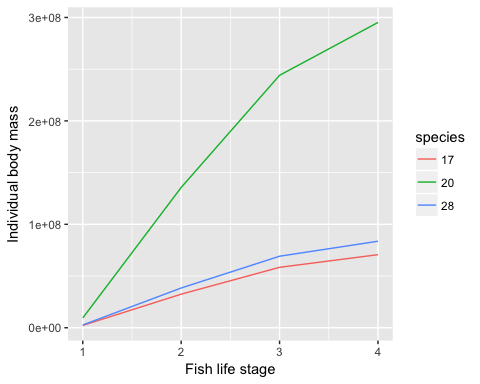 3e+08
2e+08
1e+08
0e+00
Individual body mass
1 2 3 4
Fish life stage
species
17
20
28